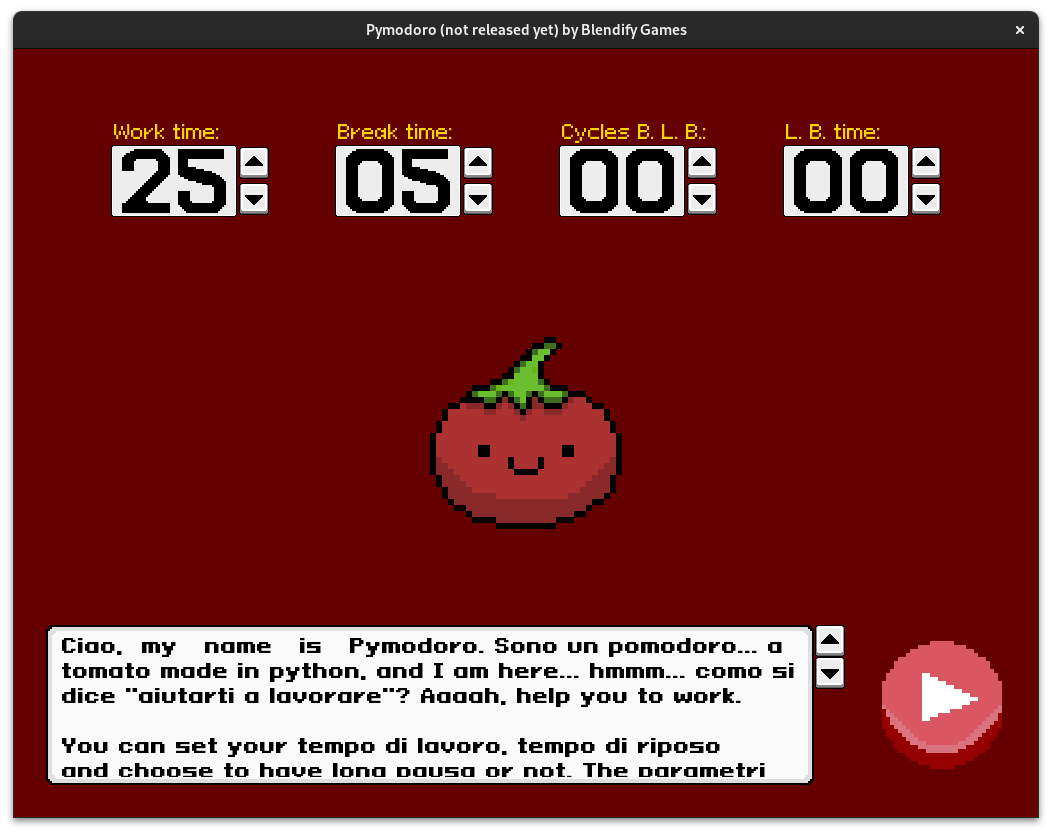 Pymodoro (not released yet) by Blendify Games
×
Work time:
Break time:
Cycles B. L. B.:
L. B. time:
25
05
00
00
Ciao, my name is Pymodoro. Sono un pomodoro... a
tomato made in python, and I am here... hmmm... como si
dice "aiutarti a lavorare"? Aaaah, help you to work.
You can set your tempo di lavoro, tempo di riposo
and choose to have long pausa or not. The parametri